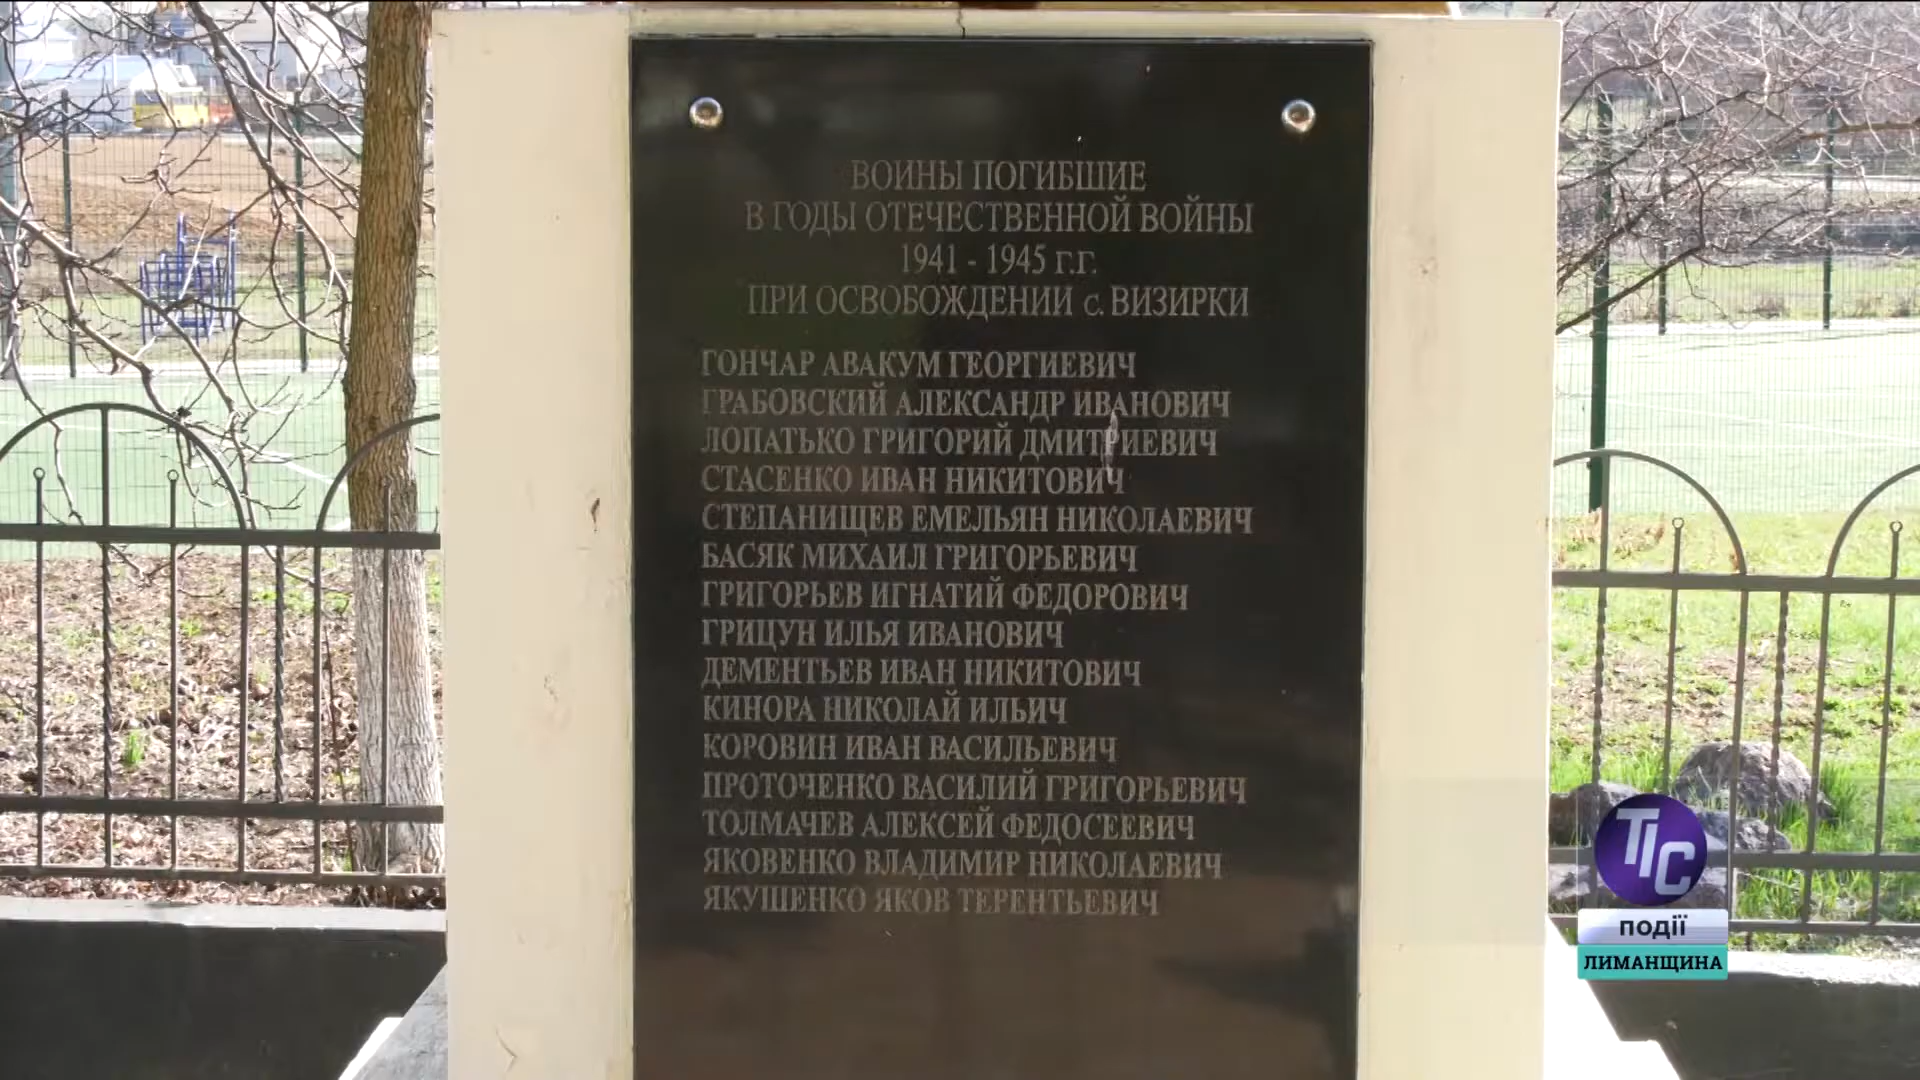 ВОИНЫ ПОГИБШИЕ
В ГОДЫ ОТЕЧЕСТВЕННОЙ ВОЙНЫ
1941 - 1945 Г.Г.
ПРИ ОСВОБОЖДЕНИИ с. ВИЗИРКИ
ГОНЧАР АВАКУМ ГЕОРГИЕВИЧ
ГРАБОВСКИЙ АЛЕКСАНДР ИВАНОВИЧ
ЛОПАТЬКО ГРИГОРИЙ ДМИТРИЕВИЧ
СТАСЕНКО ИВАН НИКИТОВИЧ
СТЕПАНИЩЕВ ЕМЕЛЬЯН НИКОЛАЕВИЧ
БАСЯК МИХАИЛ ГРИГОРЬЕВИЧ
ГРИГОРЬЕВ ИГНАТИЙ ФЕДОРОВИЧ
ГРИЦУН ИЛЬЯ ИВАНОВИЧ
ДЕМЕНТЬЕВ ИВАН НИКИТОВИЧ
КИНОРА НИКОЛАЙ ИЛЬИЧ
КОРОВИН ИВАН ВАСИЛЬЕВИЧ
ПРОТОЧЕНКО ВАСИЛИЙ ГРИГОРЬЕВИЧ
ТОЛМАЧЕВ АЛЕКСЕЙ ФЕДОСЕЕВИЧ
ЯКОВЕНКО ВЛАДИМИР НИКОЛАЕВИЧ
ЯКУШЕНКО ЯКОВ ТЕРЕНТЬЕВИЧ
ТІС
ПОДІЇ
ЛИМАНЩИНА